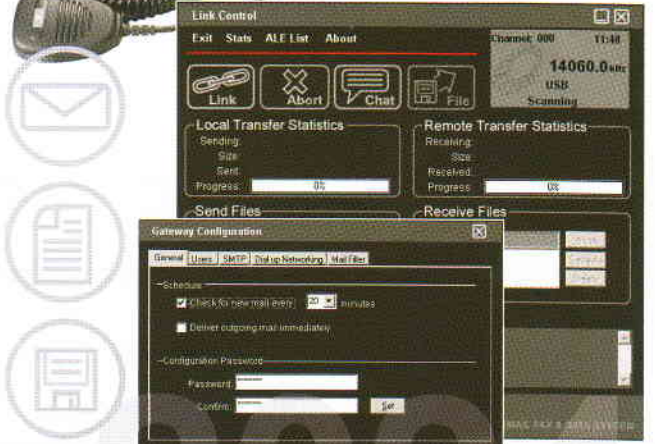 Link Control
Exit Stats ALE List About
Channel: 000 11:48
14060.0 kHz
USB
Scanning
Link Abort Chat File
Local Transfer Statistics
Sending:
Size:
Sent:
Progress: 0%
Remote Transfer Statistics
Receiving:
Size:
Received:
Progress: 0%
Send Files
Receive Files
Gateway Configuration
General Users SMTP Dial up Networking Mail Filter
Schedule
Check for new mail every 20 minutes
Deliver outgoing mail immediately
Configuration Password
Password:
Confirm:
Set
FAX & DATA SYSTEM